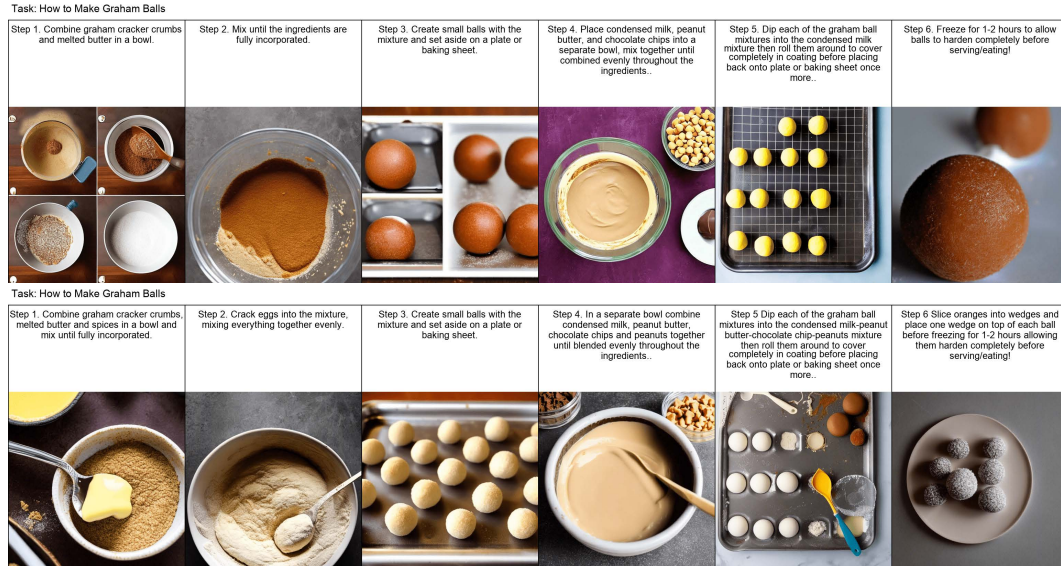 Task: How to Make Graham Balls
Step 1. Combine graham cracker crumbs
and melted butter in a bowl.
Step 2. Mix until the ingredients are
fully incorporated.
Step 3. Create small balls with the
mixture and set aside on a plate or
baking sheet.
Step 4. Place condensed milk, peanut
butter, and chocolate chips into a
separate bowl, mix together until
combined evenly throughout the
ingredients..
Step 5. Dip each of the graham ball
mixtures into the condensed milk
mixture then roll them around to cover
completely in coating before placing
back onto plate or baking sheet once
more..
Step 6. Freeze for 1-2 hours to allow
balls to harden completely before
serving/eating!
Task: How to Make Graham Balls
Step 1. Combine graham cracker crumbs,
melted butter and spices in a bowl and
mix until fully incorporated.
Step 2. Crack eggs into the mixture,
mixing everything together evenly.
Step 3. Create small balls with the
mixture and set aside on a plate or
baking sheet.
Step 4. In a separate bowl combine
condensed milk, peanut butter,
chocolate chips and peanuts together
until blended evenly throughout the
ingredients..
Step 5 Dip each of the graham ball
mixtures into the condensed milk-peanut
butter-chocolate chip-peanuts mixture
then roll them around to cover
completely in coating before placing
back onto plate or baking sheet once
more..
Step 6 Slice oranges into wedges and
place one wedge on top of each ball
before freezing for 1-2 hours allowing
them harden completely before
serving/eating!